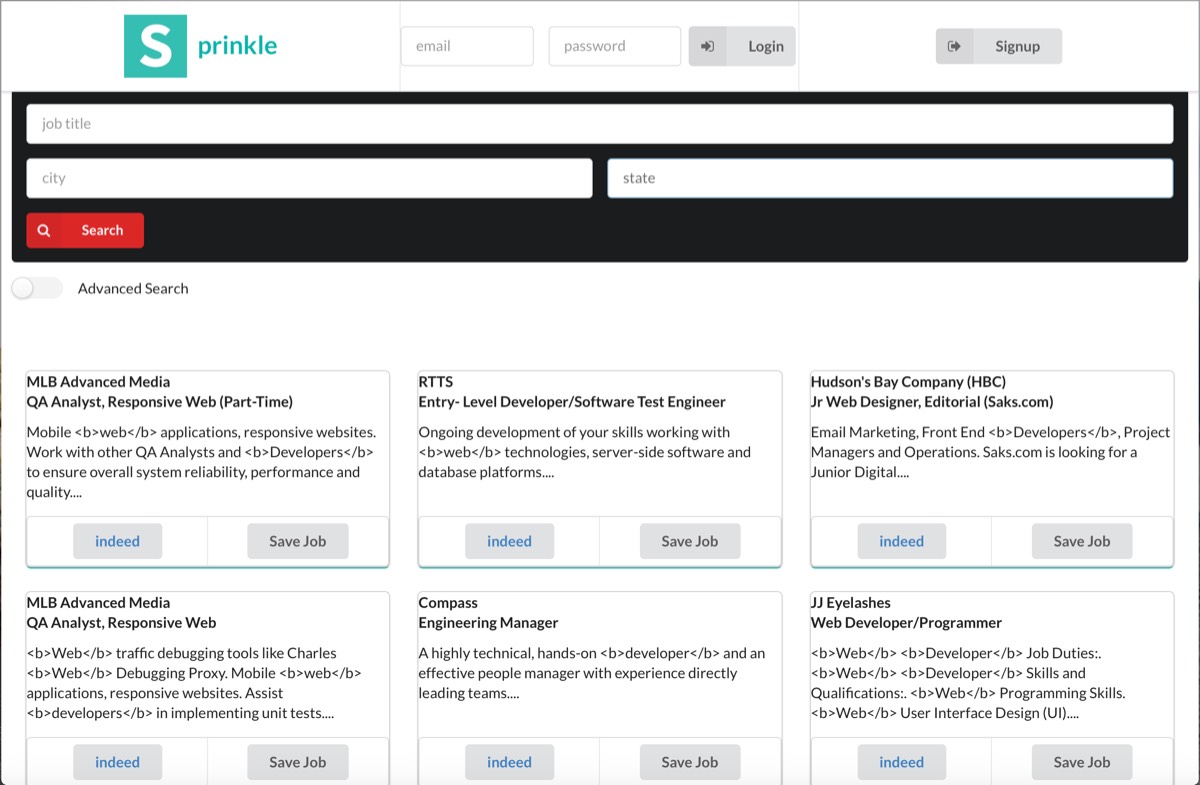 S prinkle
email
password
Login
Signup
job title
city
state
Search
Advanced Search
MLB Advanced Media
QA Analyst, Responsive Web (Part-Time)
Mobile <b>web</b> applications, responsive websites.
Work with other QA Analysts and <b>Developers</b>
to ensure overall system reliability, performance and
quality....
indeed
Save Job
RTTS
Entry- Level Developer/Software Test Engineer
Ongoing development of your skills working with
<b>web</b> technologies, server-side software and
database platforms....
indeed
Save Job
Hudson's Bay Company (HBC)
Jr Web Designer, Editorial (Saks.com)
Email Marketing, Front End <b>Developers</b>, Project
Managers and Operations. Saks.com is looking for a
Junior Digital....
indeed
Save Job
MLB Advanced Media
QA Analyst, Responsive Web
<b>Web</b> traffic debugging tools like Charles
<b>Web</b> Debugging Proxy. Mobile <b>web</b>
applications, responsive websites. Assist
<b>developers</b> in implementing unit tests....
indeed
Save Job
Compass
Engineering Manager
A highly technical, hands-on <b>developer</b> and an
effective people manager with experience directly
leading teams....
indeed
Save Job
JJ Eyelashes
Web Developer/Programmer
<b>Web</b> <b>Developer</b> Job Duties:.
<b>Web</b> <b>Developer</b> Skills and
Qualifications:. <b>Web</b> Programming Skills.
<b>Web</b> User Interface Design (UI)....
indeed
Save Job